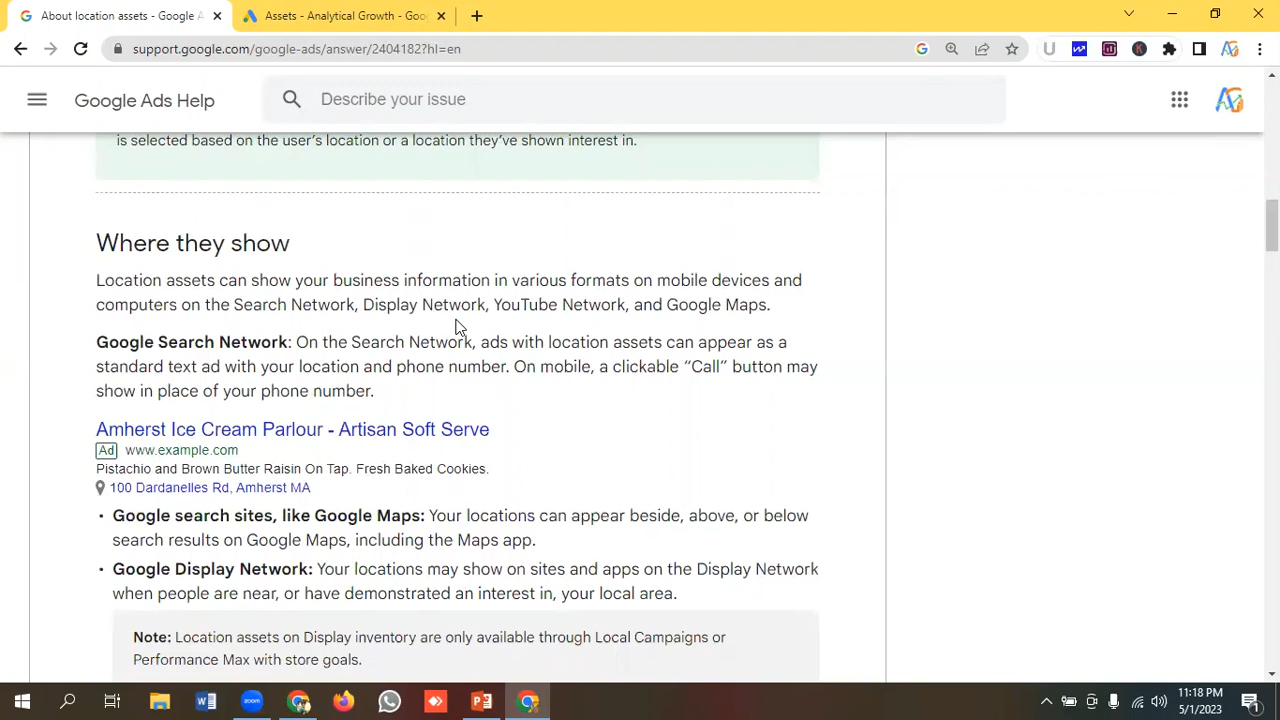 About location assets - Google A
Assets - Analytical Growth - Goo
support.google.com/google-ads/answer/2404182?hl=en
Google Ads Help
Describe your issue
is selected based on the user's location or a location they've shown interest in.
Where they show
Location assets can show your business information in various formats on mobile devices and
computers on the Search Network, Display Network, YouTube Network, and Google Maps.
Google Search Network: On the Search Network, ads with location assets can appear as a
standard text ad with your location and phone number. On mobile, a clickable “Call” button may
show in place of your phone number.
Amherst Ice Cream Parlour - Artisan Soft Serve
Ad www.example.com
Pistachio and Brown Butter Raisin On Tap. Fresh Baked Cookies.
100 Dardanelles Rd, Amherst MA
• Google search sites, like Google Maps: Your locations can appear beside, above, or below
search results on Google Maps, including the Maps app.
• Google Display Network: Your locations may show on sites and apps on the Display Network
when people are near, or have demonstrated an interest in, your local area.
Note: Location assets on Display inventory are only available through Local Campaigns or
Performance Max with store goals.
zoom
11:18 PM
5/1/2023